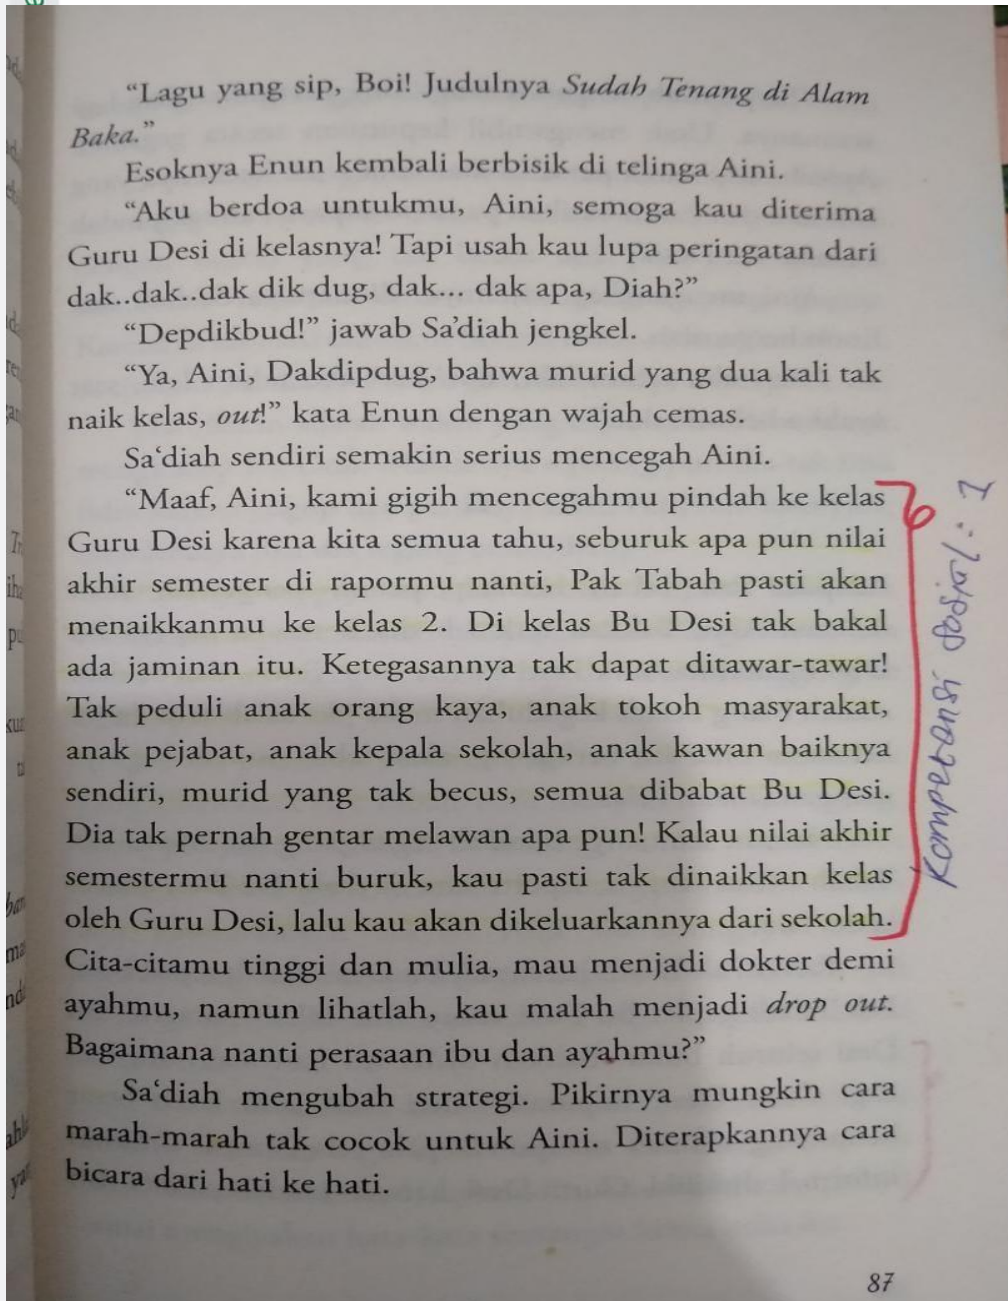 “Lagu yang sip, Boi! Judulnya Sudah Tenang di Alam
Baka.”
Esoknya Enun kembali berbisik di telinga Aini.
“Aku berdoa untukmu, Aini, semoga kau diterima
Guru Desi di kelasnya! Tapi usah kau lupa peringatan dari
dak..dak..dak dik dug, dak... dak apa, Diah?”
“Depdikbud!” jawab Sa’diah jengkel.
“Ya, Aini, Dakdipdug, bahwa murid yang dua kali tak
naik kelas, out!” kata Enun dengan wajah cemas.
Sa‘diah sendiri semakin serius mencegah Aini.
“Maaf, Aini, kami gigih mencegahmu pindah ke kelas
Guru Desi karena kita semua tahu, seburuk apa pun nilai
akhir semester di rapormu nanti, Pak Tabah pasti akan
menaikkanmu ke kelas 2. Di kelas Bu Desi tak bakal
ada jaminan itu. Ketegasannya tak dapat ditawar-tawar!
Tak peduli anak orang kaya, anak tokoh masyarakat,
anak pejabat, anak kepala sekolah, anak kawan baiknya
sendiri, murid yang tak becus, semua dibabat Bu Desi.
Dia tak pernah gentar melawan apa pun! Kalau nilai akhir
semestermu nanti buruk, kau pasti tak dinaikkan kelas
oleh Guru Desi, lalu kau akan dikeluarkannya dari sekolah.
Cita-citamu tinggi dan mulia, mau menjadi dokter demi
ayahmu, namun lihatlah, kau malah menjadi drop out.
Bagaimana nanti perasaan ibu dan ayahmu?”
Sa‘diah mengubah strategi. Pikirnya mungkin cara
marah-marah tak cocok untuk Aini. Diterapkannya cara
bicara dari hati ke hati.
87
sosial: 1